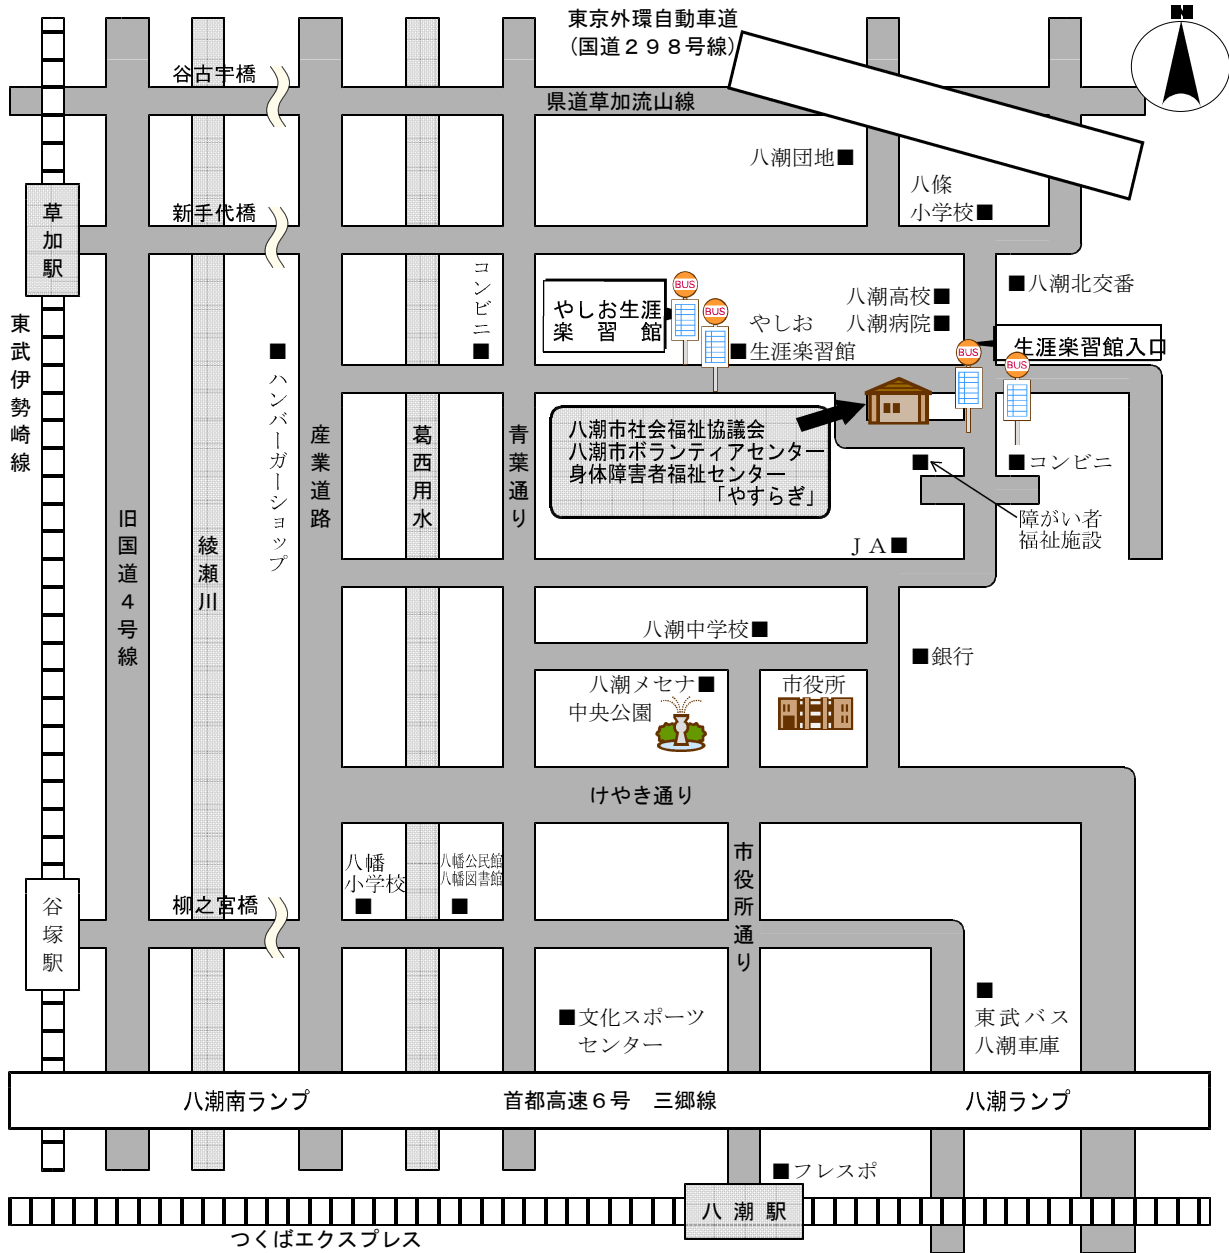 東京外環自動車道
（国道２９８号線）
N
谷古宇橋
県道草加流山線
八潮団地■
八條
小学校■
新手代橋
草加駅
コンビニ
■
BUS
BUS
やしお生涯
楽習館
やしお
■生涯楽習館
八潮高校■
八潮病院■
■八潮北交番
BUS
生涯楽習館入口
BUS
東武伊勢崎線
■ハンバーガーショップ
産業道路
葛西用水
青葉通り
八潮市社会福祉協議会
八潮市ボランティアセンター
身体障害者福祉センター
「やすらぎ」
■
■コンビニ
障がい者
福祉施設
旧国道４号線
綾瀬川
ＪＡ■
八潮中学校■
■銀行
八潮メセナ■
市役所
中央公園
けやき通り
八幡
小学校
■
八幡公民館
八幡図書館
■
市役所通り
柳之宮橋
谷塚駅
■文化スポーツ
センター
■
東武バス
八潮車庫
八潮南ランプ
首都高速６号　三郷線
八潮ランプ
■フレスポ
八潮駅
つくばエクスプレス